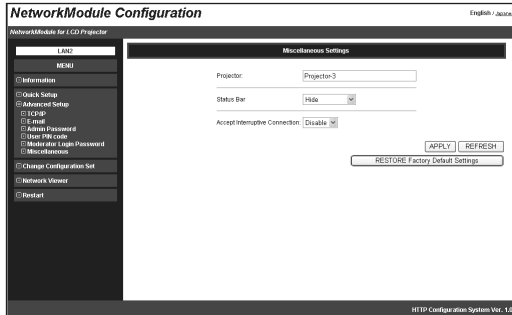 NetworkModule Configuration
English / Japanese
NetworkModule for LCD Projector
LAN2
MENU
Information
Quick Setup
Advanced Setup
TCP/IP
E-mail
Admin Password
User PIN code
Moderator Login Password
Miscellaneous
Change Configuration Set
Network Viewer
Restart
Miscellaneous Settings
Projector: Projector-3
Status Bar Hide
Accept Interruptive Connection: Disable
APPLY REFRESH
RESTORE Factory Default Settings
HTTP Configuration System Ver. 1.0